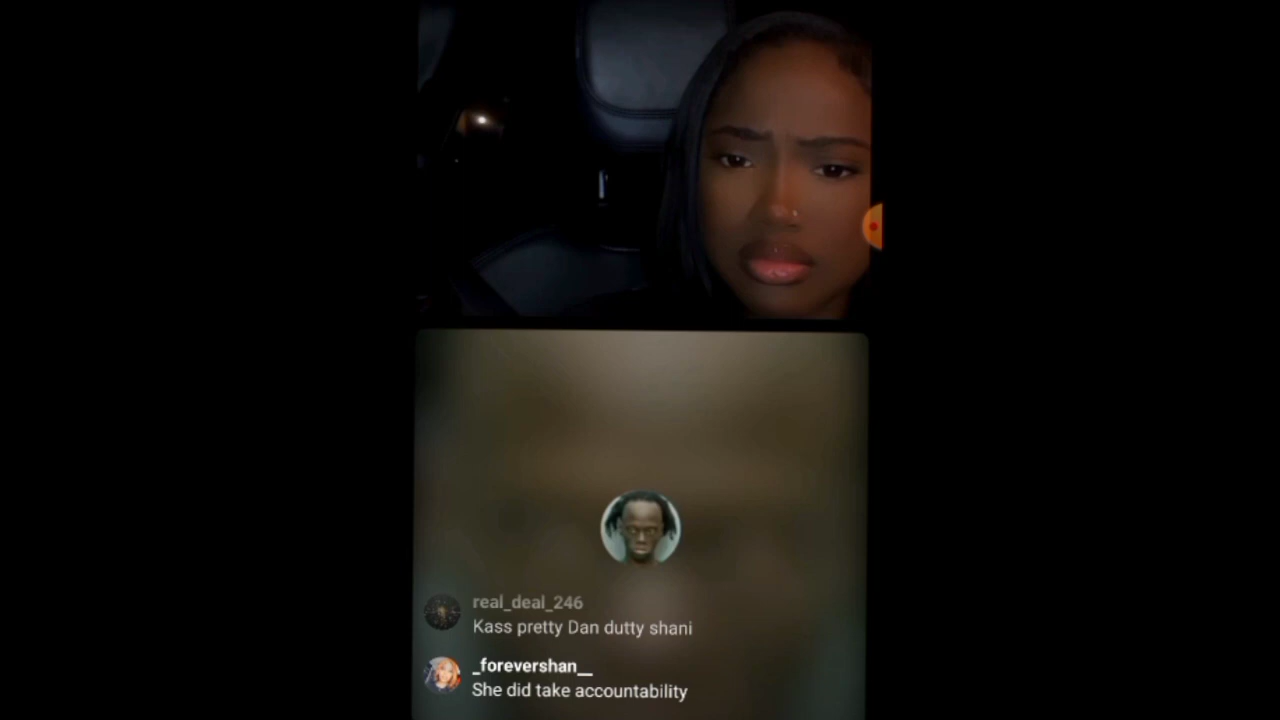 real_deal_246
Kass pretty Dan dutty shani
_forevershan__
She did take accountability